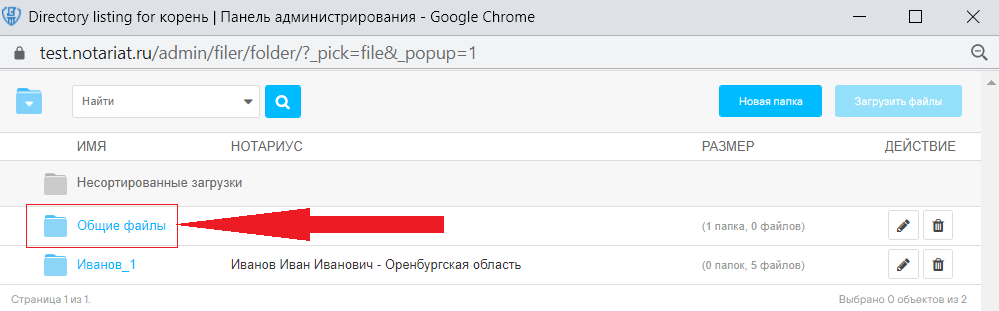 Directory listing for корень | Панель администрирования - Google Chrome
test.notariat.ru/admin/filer/folder/?_pick=file&_popup=1
Найти
Новая папка
Загрузить файлы
ИМЯ НОТАРИУС РАЗМЕР ДЕЙСТВИЕ
Несортированные загрузки
Общие файлы (1 папка, 0 файлов)
Иванов_1 Иванов Иван Иванович - Оренбургская область (0 папок, 5 файлов)
Страница 1 из 1. Выбрано 0 объектов из 2